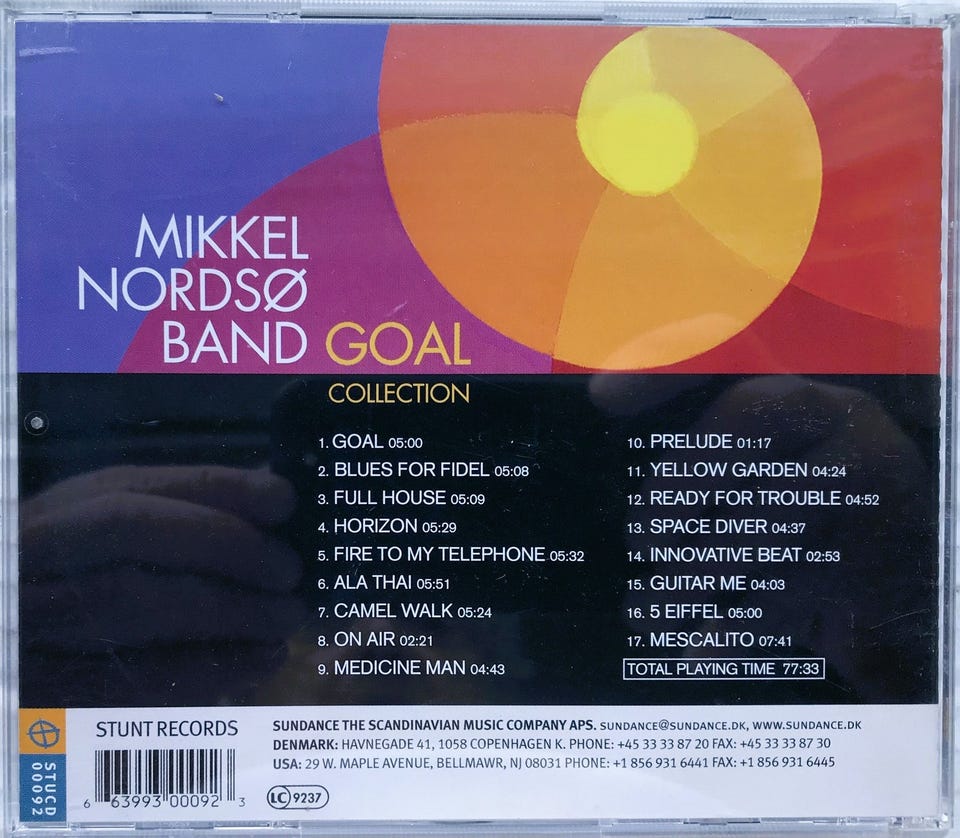 MIKKEL
NORDSØ
BAND GOAL
COLLECTION
1. GOAL 05:00
2. BLUES FOR FIDEL 05:08
3. FULL HOUSE 05:09
4. HORIZON 05:29
5. FIRE TO MY TELEPHONE 05:32
6. ALA THAI 05:51
7. CAMEL WALK 05:24
8. ON AIR 02:21
9. MEDICINE MAN 04:43
10. PRELUDE 01:17
11. YELLOW GARDEN 04:24
12. READY FOR TROUBLE 04:52
13. SPACE DIVER 04:37
14. INNOVATIVE BEAT 02:53
15. GUITAR ME 04:03
16. 5 EIFFEL 05:00
17. MESCALITO 07:41
TOTAL PLAYING TIME 77:33
STUCD
00092
STUNT RECORDS
6 63993 00092 3
SUNDANCE THE SCANDINAVIAN MUSIC COMPANY APS. SUNDANCE@SUNDANCE.DK, WWW.SUNDANCE.DK
DENMARK: HAVNEGADE 41, 1058 COPENHAGEN K. PHONE: +45 33 33 87 20 FAX: +45 33 33 87 30
USA: 29 W. MAPLE AVENUE, BELLMAWR, NJ 08031 PHONE: +1 856 931 6441 FAX: +1 856 931 6445
LC 9237